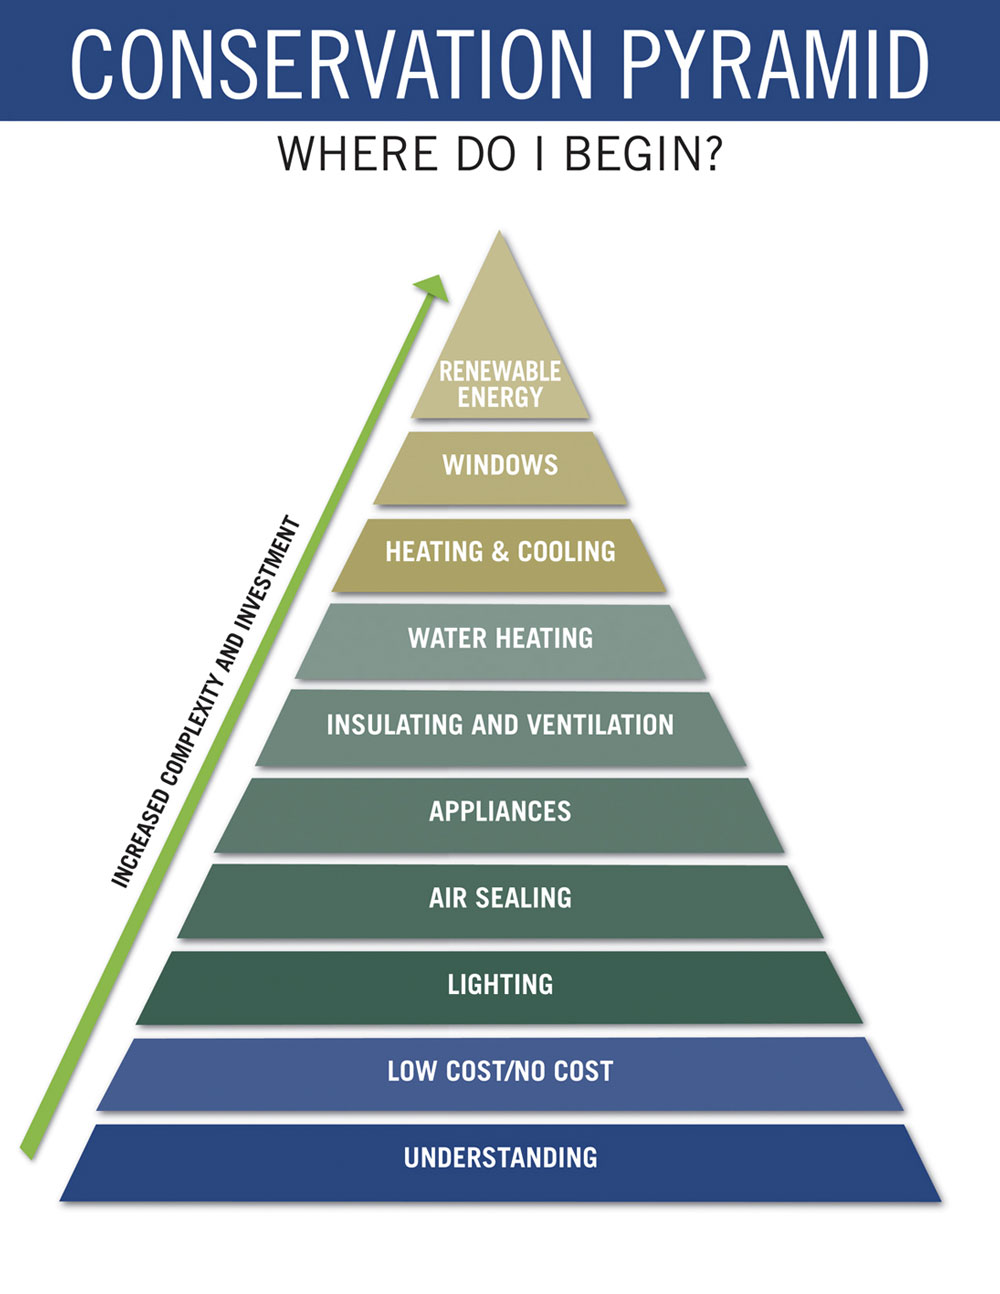 CONSERVATION PYRAMID
WHERE DO I BEGIN?
RENEWABLE
ENERGY
WINDOWS
HEATING & COOLING
WATER HEATING
INSULATING AND VENTILATION
APPLIANCES
AIR SEALING
LIGHTING
LOW COST/NO COST
UNDERSTANDING
INCREASED COMPLEXITY AND INVESTMENT